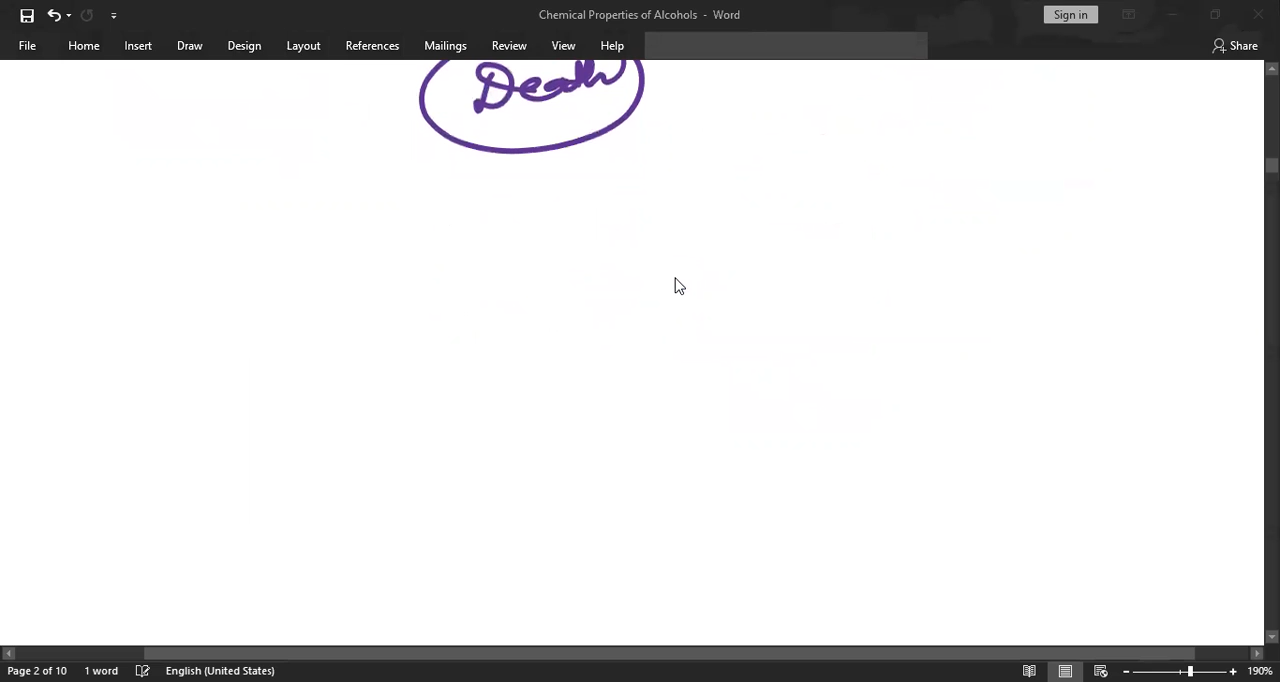 Chemical Properties of Alcohols - Word
Sign in
File Home Insert Draw Design Layout References Mailings Review View Help Share
Death
Page 2 of 10 1 word English (United States) 190%